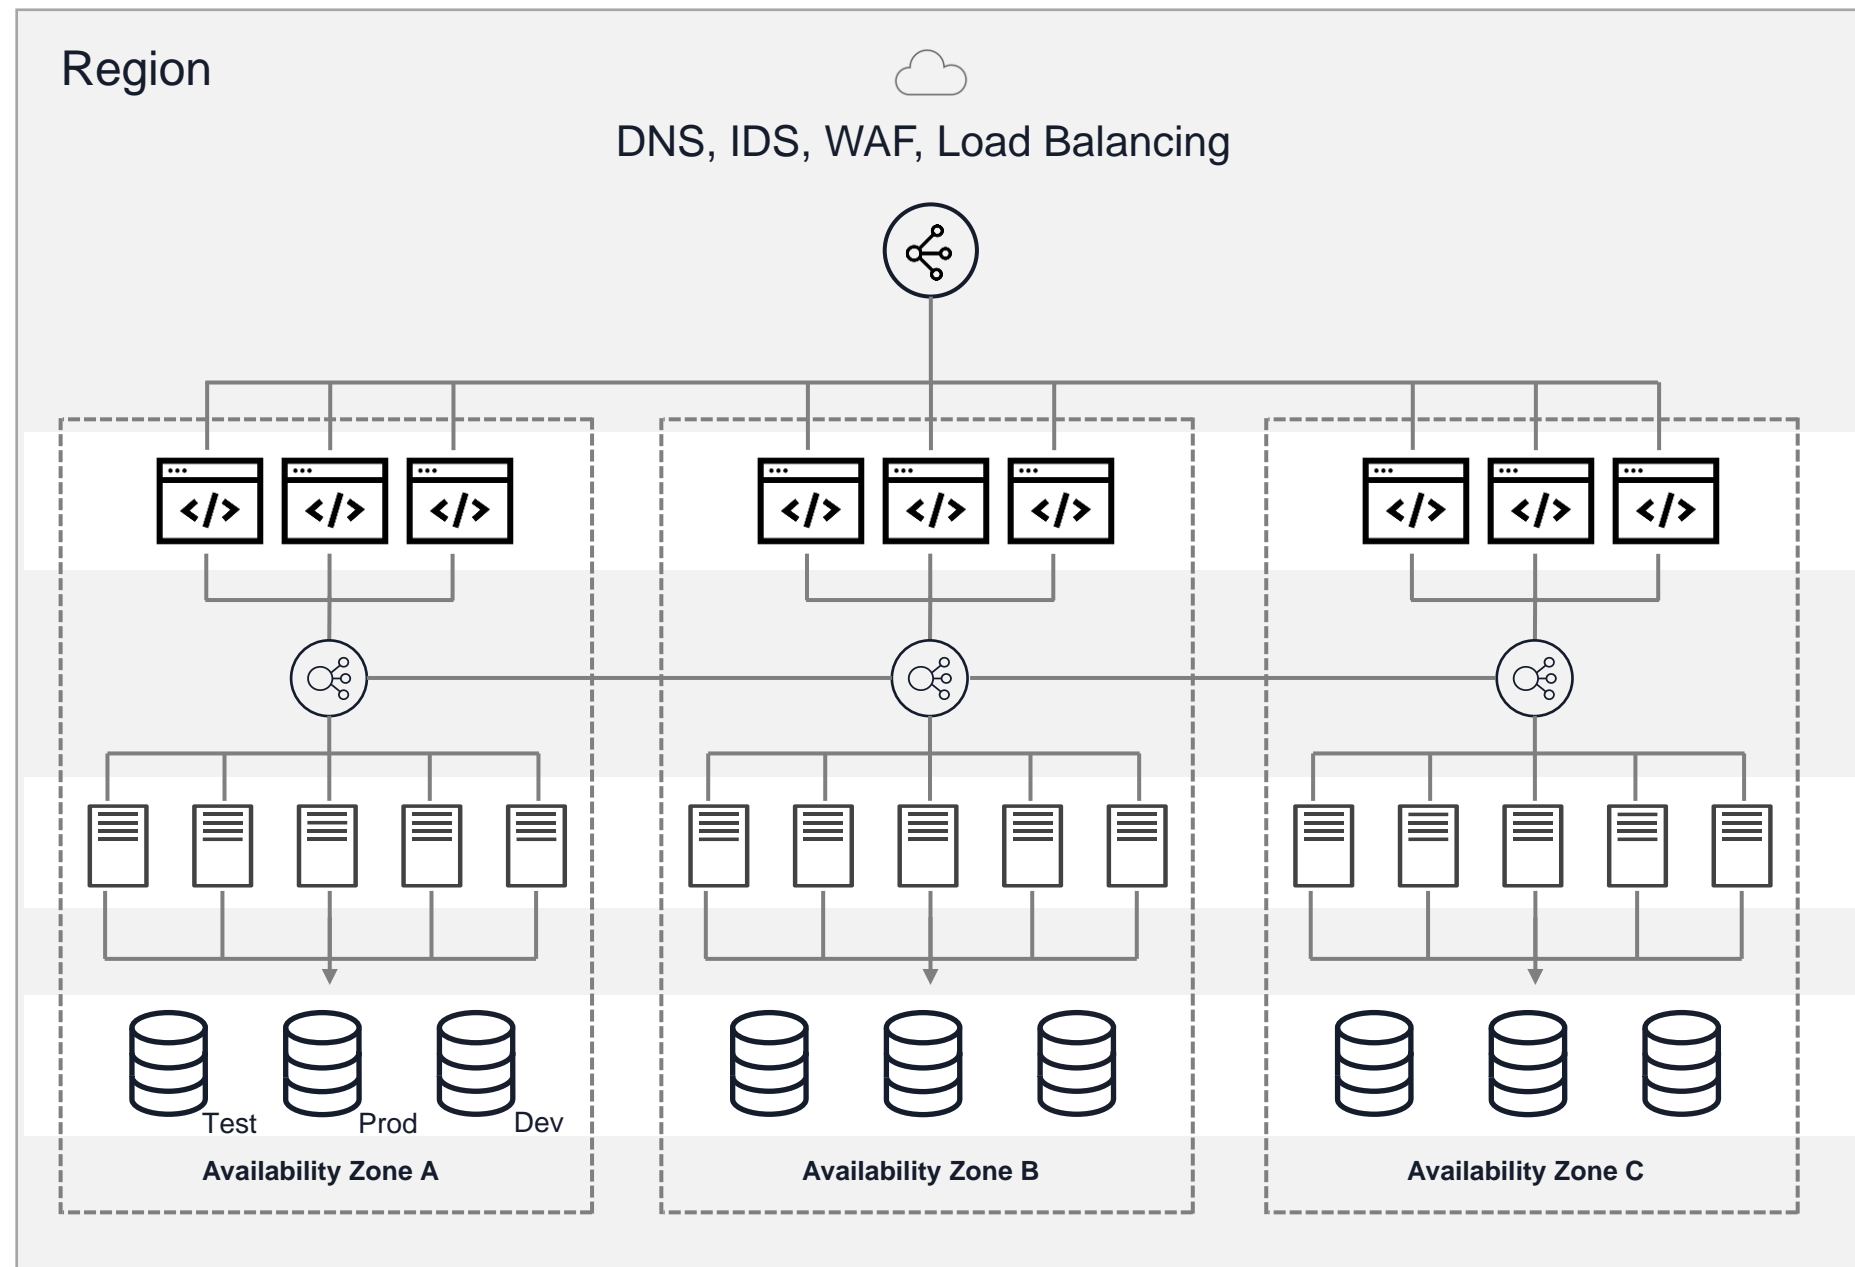 Region
DNS, IDS, WAF, Load Balancing
Test
Prod
Dev
Availability Zone A
Availability Zone B
Availability Zone C